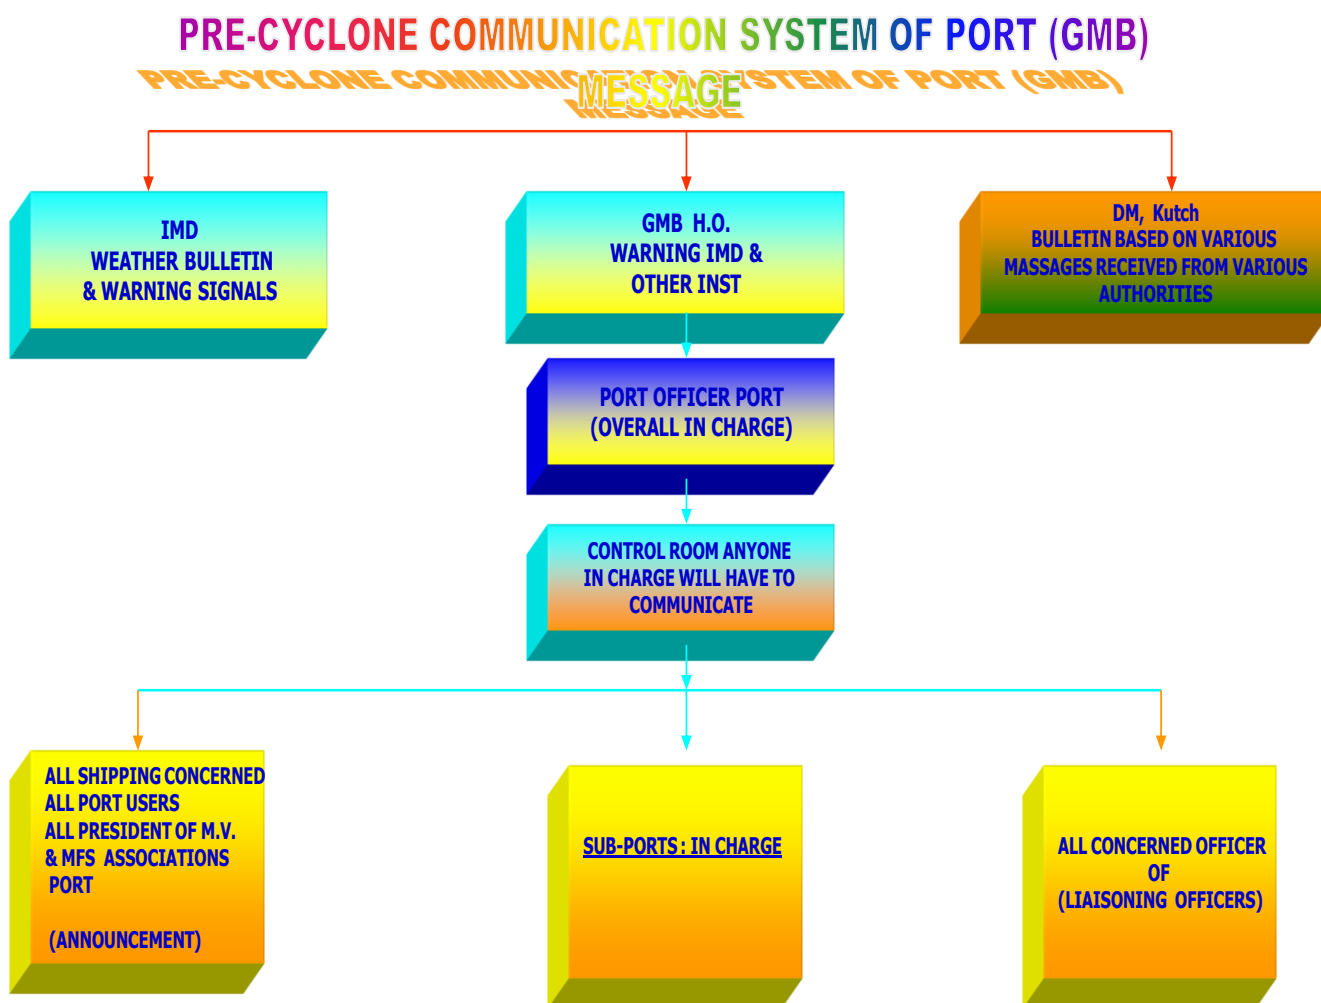 PRE-CYCLONE COMMUNICATION SYSTEM OF PORT (GMB)
MESSAGE
IMD
WEATHER BULLETIN
& WARNING SIGNALS
GMB H.O.
WARNING IMD &
OTHER INST
DM, Kutch
BULLETIN BASED ON VARIOUS
MASSAGES RECEIVED FROM VARIOUS
AUTHORITIES
PORT OFFICER PORT
(OVERALL IN CHARGE)
CONTROL ROOM ANYONE
IN CHARGE WILL HAVE TO
COMMUNICATE
ALL SHIPPING CONCERNED
ALL PORT USERS
ALL PRESIDENT OF M.V.
& MFS ASSOCIATIONS
PORT
(ANNOUNCEMENT)
SUB-PORTS : IN CHARGE
ALL CONCERNED OFFICER
OF
(LIAISONING OFFICERS)